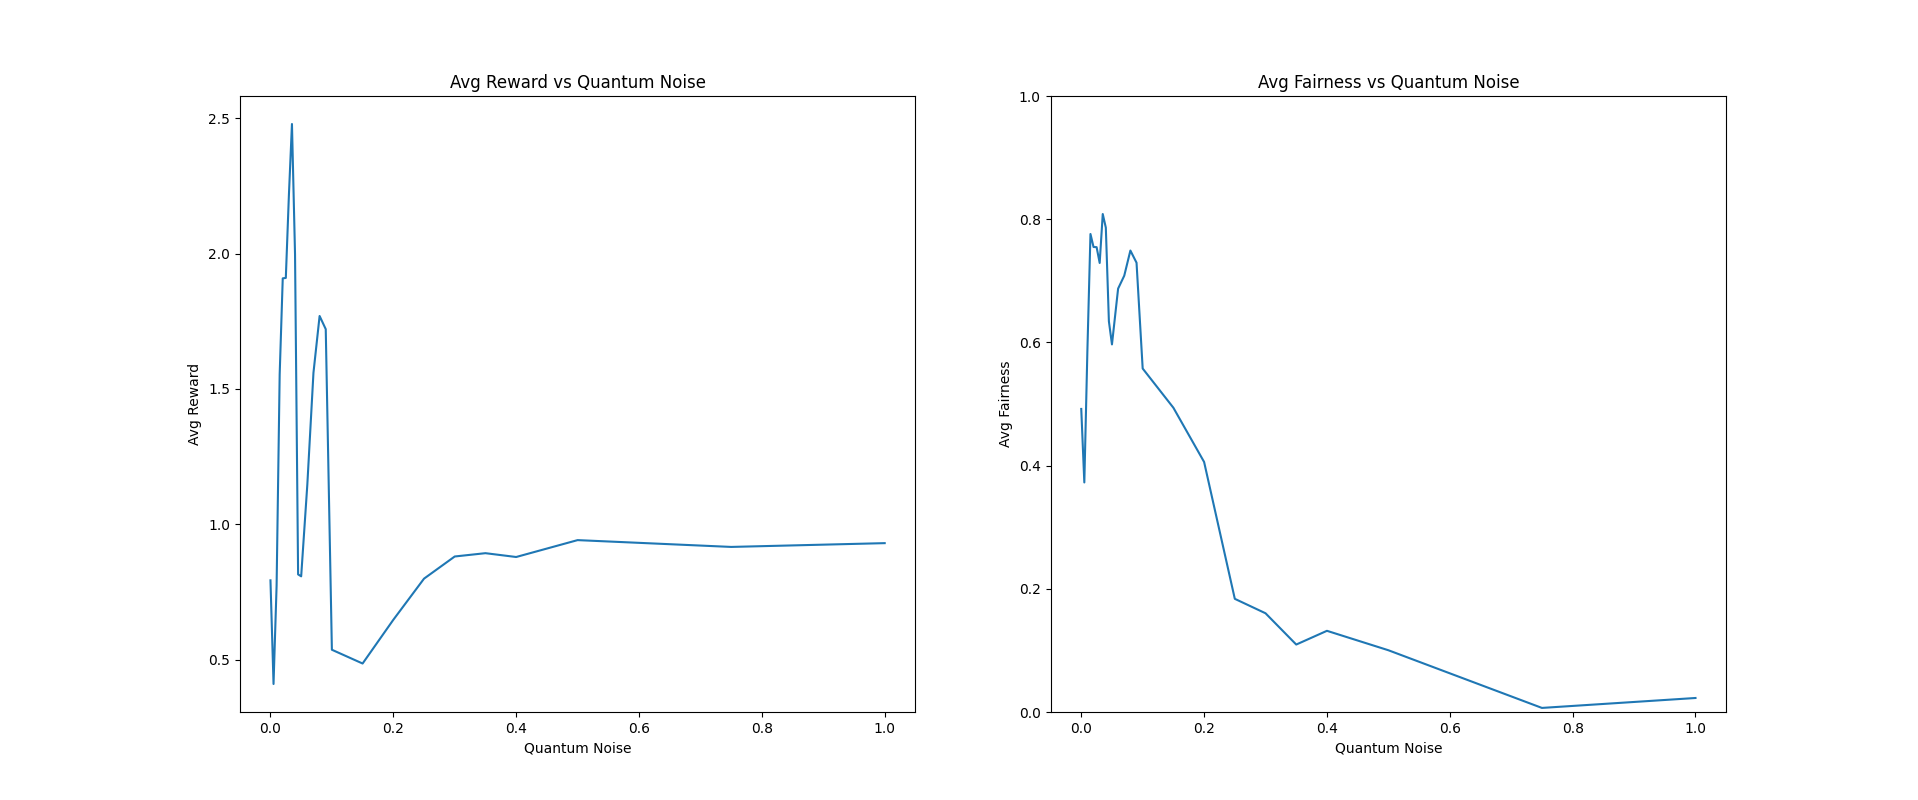 Avg Reward vs Quantum Noise
2.5
2.0
1.5
1.0
0.5
Avg Reward
0.0 0.2 0.4 0.6 0.8 1.0
Quantum Noise
Avg Fairness vs Quantum Noise
1.0
0.8
0.6
0.4
0.2
0.0
Avg Fairness
0.0 0.2 0.4 0.6 0.8 1.0
Quantum Noise